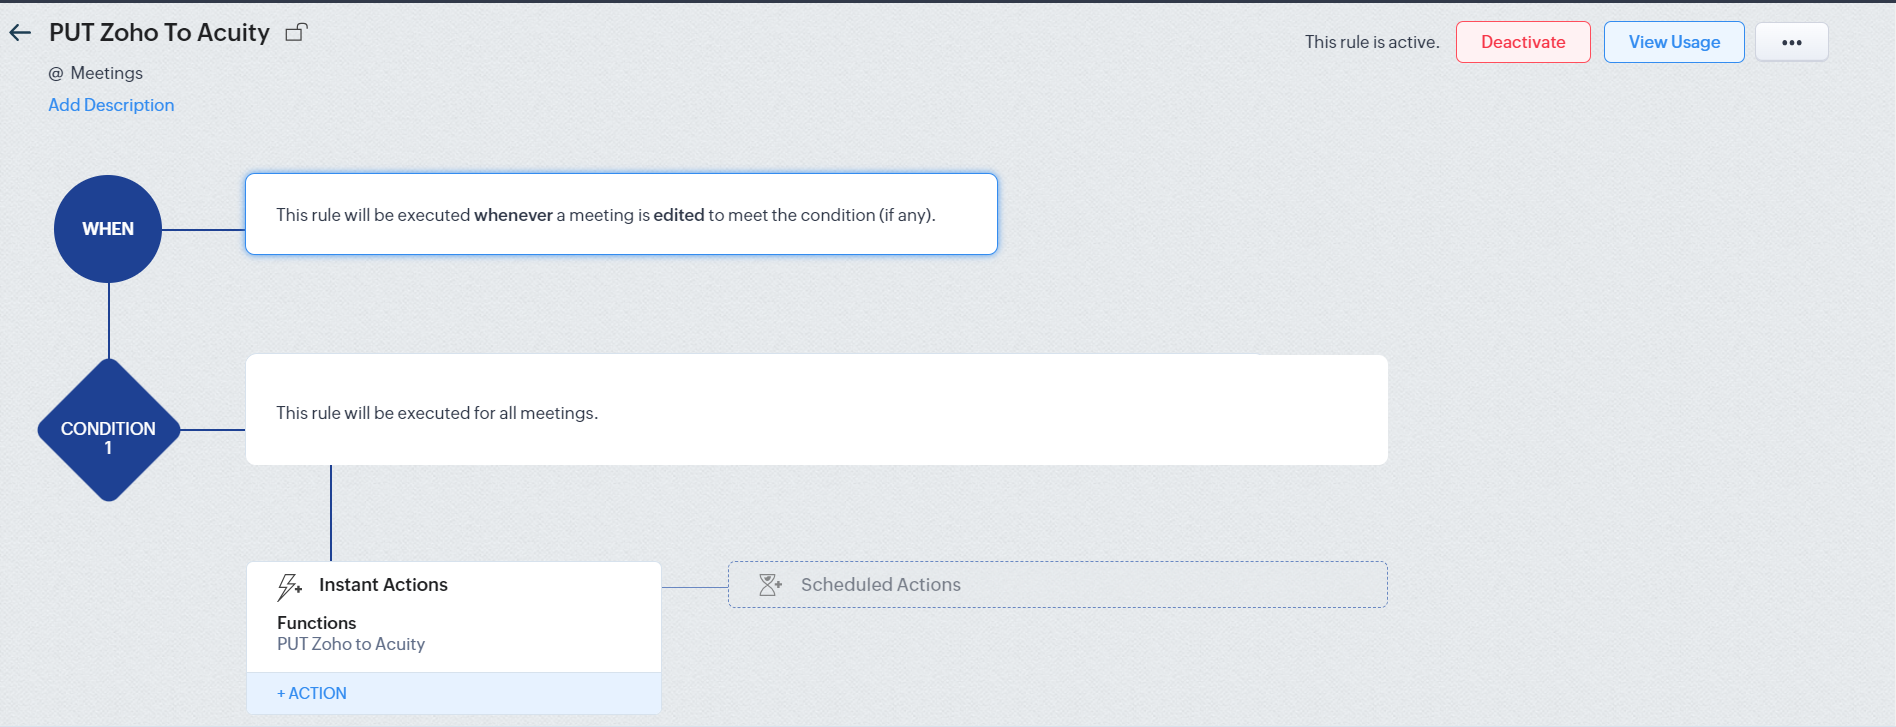 PUT Zoho To Acuity
This rule is active.
Deactivate
View Usage
@ Meetings
Add Description
WHEN
This rule will be executed whenever a meeting is edited to meet the condition (if any).
CONDITION
1
This rule will be executed for all meetings.
Instant Actions
Scheduled Actions
Functions
PUT Zoho to Acuity
+ ACTION